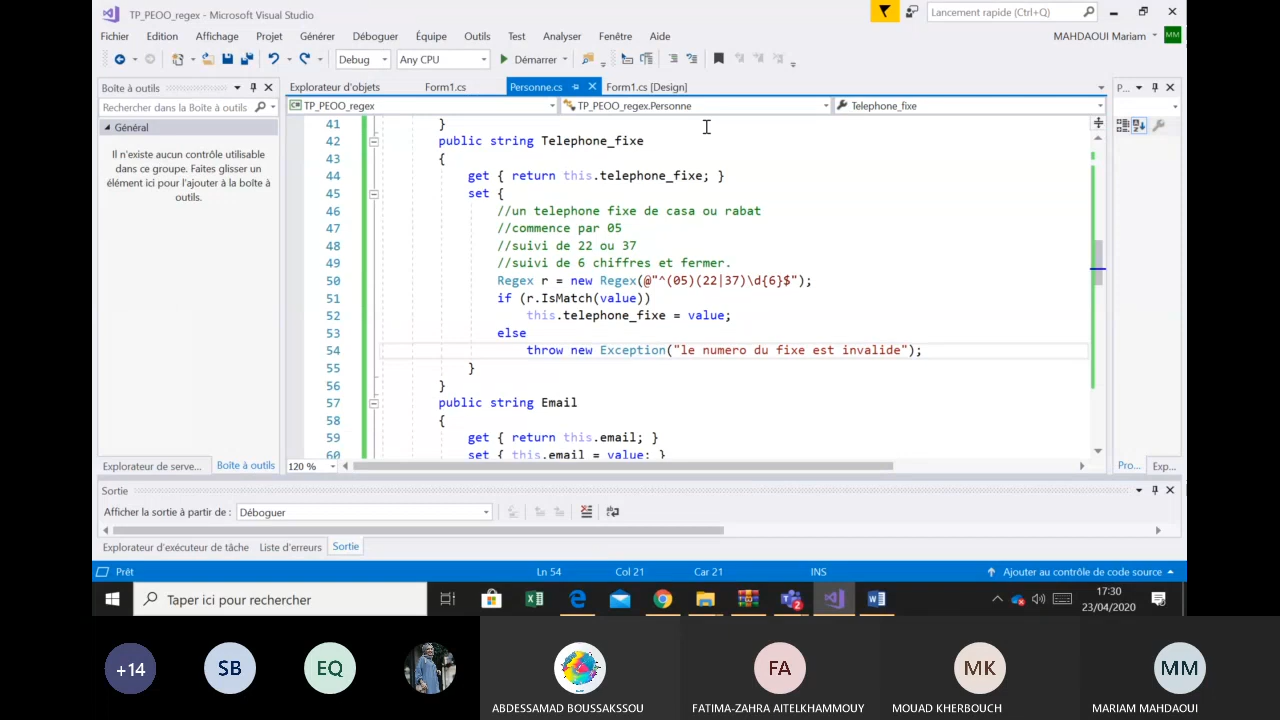 TP_PEOO_regex - Microsoft Visual Studio
Lancement rapide (Ctrl+Q)
Fichier Edition Affichage Projet Générer Déboguer Équipe Outils Test Analyser Fenêtre Aide
MAHDAOUI Mariam MM
Debug Any CPU Démarrer
Boîte à outils
Rechercher dans la Boîte à outils
Général
Il n'existe aucun contrôle utilisable
dans ce groupe. Faites glisser un
élément ici pour l'ajouter à la boîte à
outils.
Explorateur de serve... Boîte à outils
Explorateur d'objets Form1.cs Personne.cs Form1.cs [Design]
TP_PEOO_regex TP_PEOO_regex.Personne Telephone_fixe
P...
41 }
42 public string Telephone_fixe
43 {
44 get { return this.telephone_fixe; }
45 set {
46 //un telephone fixe de casa ou rabat
47 //commence par 05
48 //suivi de 22 ou 37
49 //suivi de 6 chiffres et fermer.
50 Regex r = new Regex(@"^(05)(22|37)\d{6}$");
51 if (r.IsMatch(value))
52 this.telephone_fixe = value;
53 else
54 throw new Exception("le numero du fixe est invalide");
55 }
56 }
57 public string Email
58 {
59 get { return this.email; }
60 set { this.email = value; }
120 %
Pro... Exp...
Sortie
Afficher la sortie à partir de : Déboguer
Explorateur d'exécuteur de tâche Liste d'erreurs Sortie
Prêt Ln 54 Col 21 Car 21 INS Ajouter au contrôle de code source
Taper ici pour rechercher
17:30
23/04/2020
+14 SB EQ FA MK MM
ABDESSAMAD BOUSSAKSSOU FATIMA-ZAHRA AITELKHAMMOUY MOUAD KHERBOUCH MARIAM MAHDAOUI